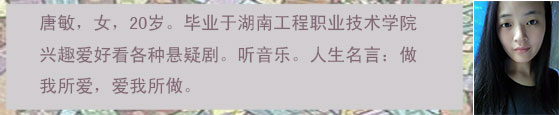 唐敏，女，20岁。毕业于湖南工程职业技术学院
兴趣爱好看各种悬疑剧。听音乐。人生名言：做
我所爱，爱我所做。